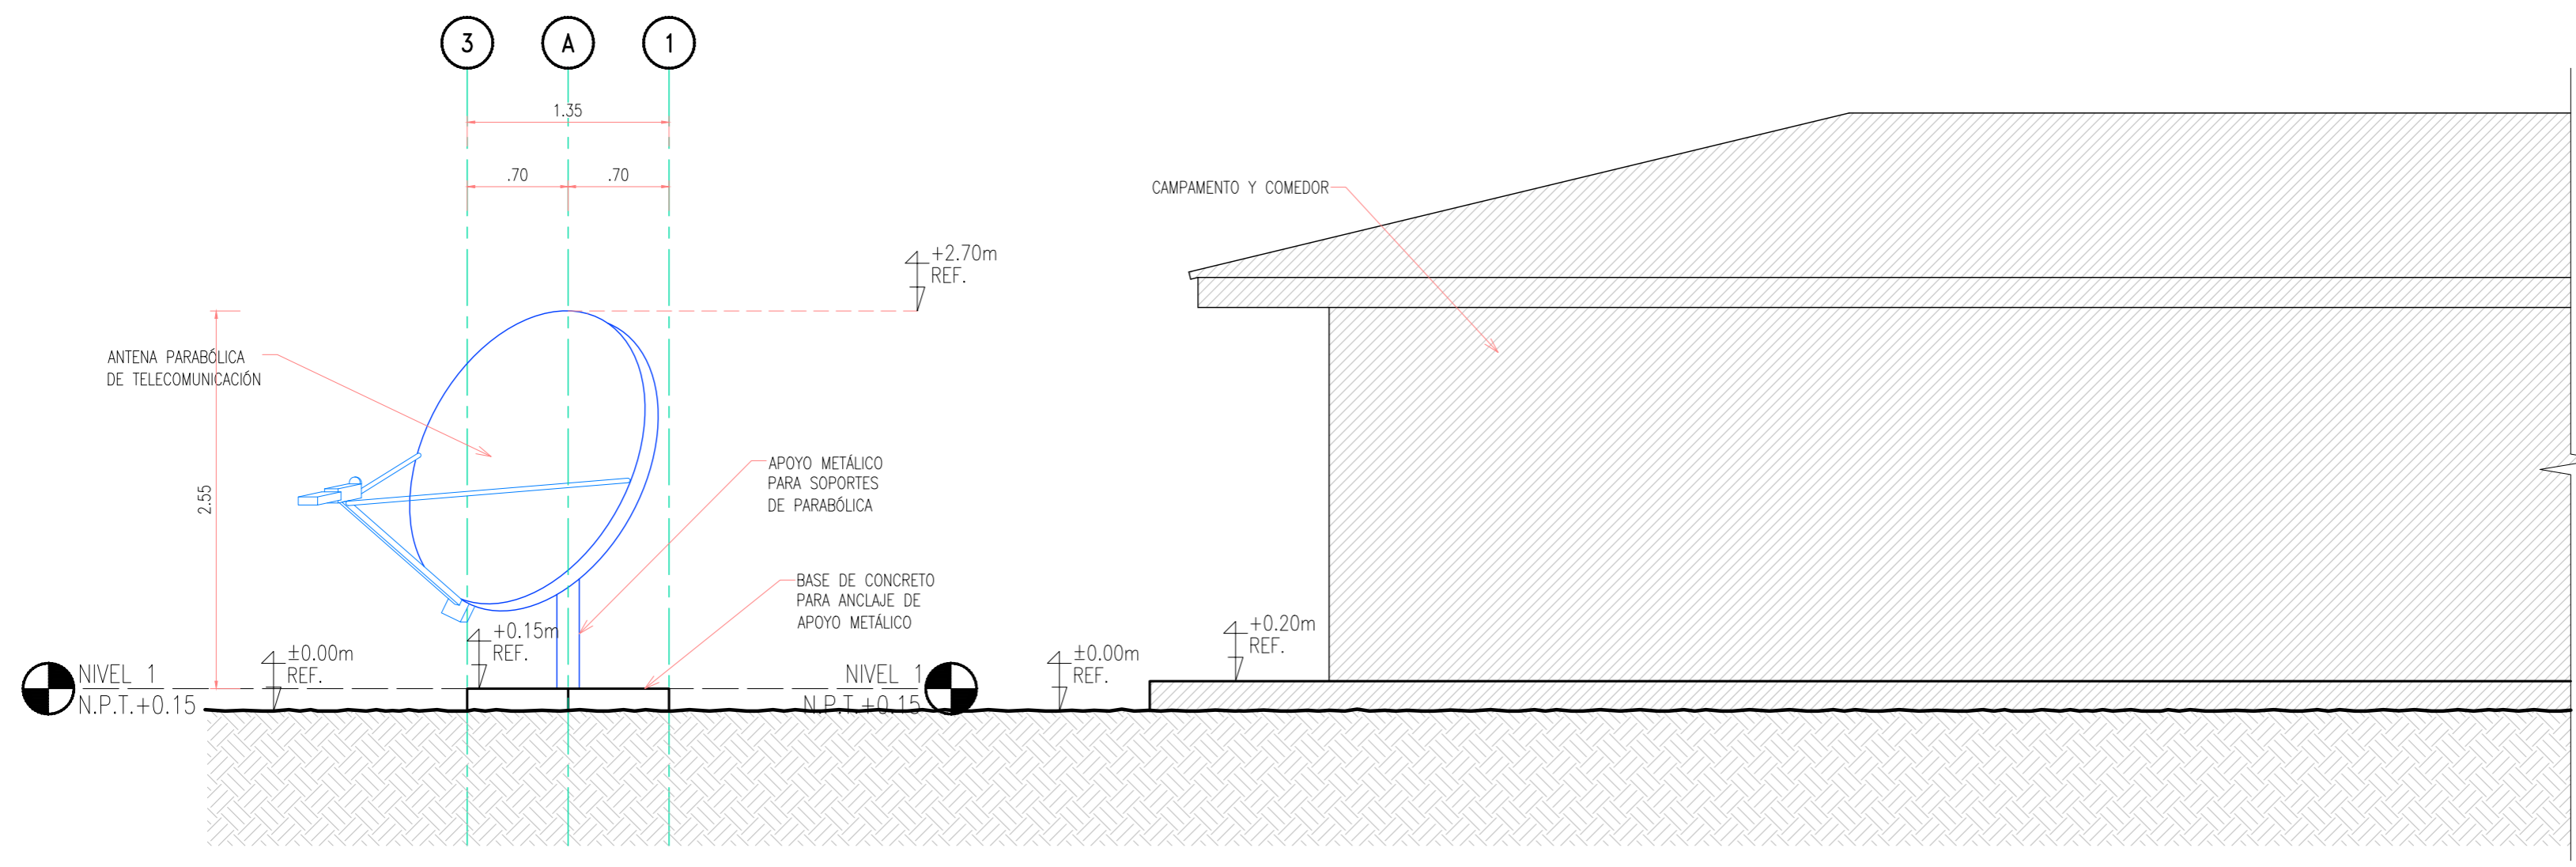 3
A
1
1.35
.70
.70
CAMPAMENTO Y COMEDOR
+2.70m
REF.
ANTENA PARABÓLICA
DE TELECOMUNICACIÓN
2.55
APOYO METÁLICO
PARA SOPORTES
DE PARABÓLICA
BASE DE CONCRETO
PARA ANCLAJE DE
APOYO METÁLICO
+0.15m
REF.
+0.20m
REF.
±0.00m
REF.
±0.00m
REF.
NIVEL 1
N.P.T.+0.15
NIVEL 1
N.P.T.+0.15